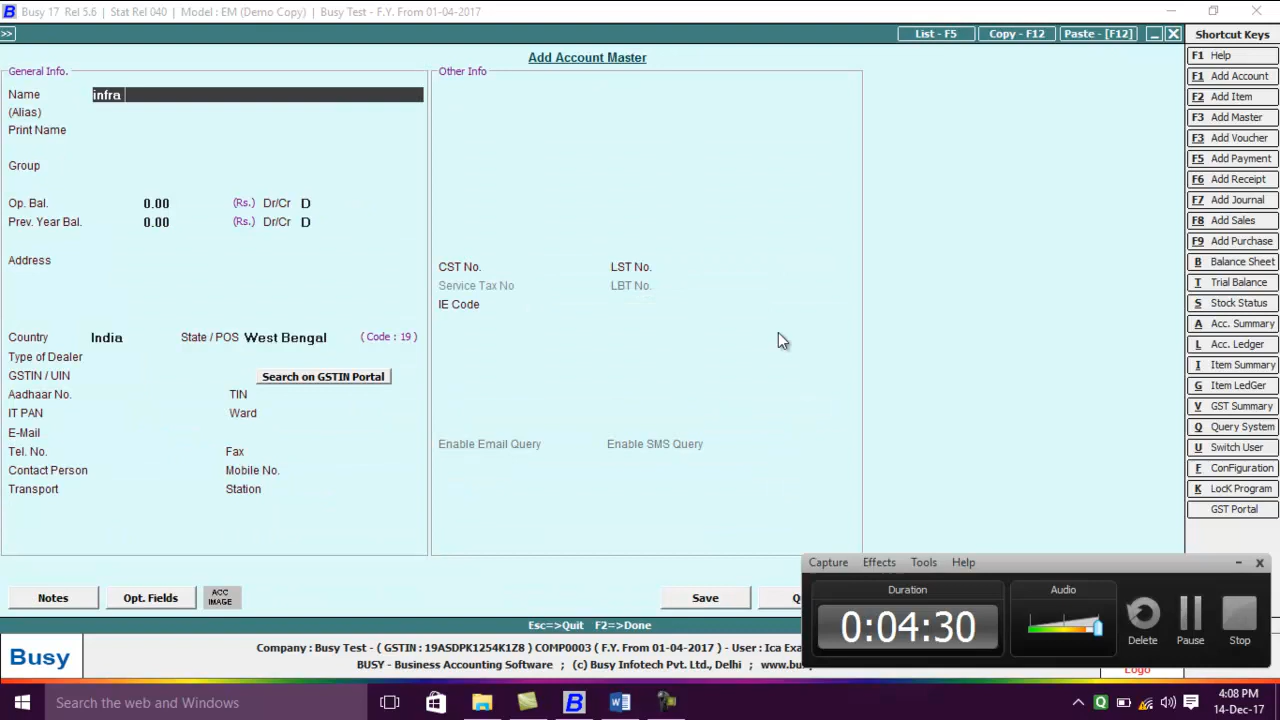 Busy 17 Rel 5.6 | Stat Rel 040 | Model : EM (Demo Copy) | Busy Test - F.Y. From 01-04-2017
>> List - F5 Copy - F12 Paste - [F12] Shortcut Keys
Add Account Master
General Info. Other Info
Name infra
(Alias)
Print Name
Group
Op. Bal. 0.00 (Rs.) Dr/Cr D
Prev. Year Bal. 0.00 (Rs.) Dr/Cr D
Address
CST No. LST No.
Service Tax No LBT No.
IE Code
Country India State / POS West Bengal ( Code : 19 )
Type of Dealer
GSTIN / UIN Search on GSTIN Portal
Aadhaar No. TIN
IT PAN Ward
E-Mail
Enable Email Query Enable SMS Query
Tel. No. Fax
Contact Person Mobile No.
Transport Station
F1 Help
F1 Add Account
F2 Add Item
F3 Add Master
F3 Add Voucher
F5 Add Payment
F6 Add Receipt
F7 Add Journal
F8 Add Sales
F9 Add Purchase
B Balance Sheet
T Trial Balance
S Stock Status
A Acc. Summary
L Acc. Ledger
I Item Summary
G Item LedGer
V GST Summary
Q Query System
U Switch User
F ConFiguration
K LocK Program
GST Portal
Notes Opt. Fields ACC IMAGE Save Q
Esc=>Quit F2=>Done
Busy
Company : Busy Test - ( GSTIN : 19ASDPK1254K1Z8 ) COMP0003 ( F.Y. From 01-04-2017 ) - User : Ica Exa
BUSY - Business Accounting Software ; (c) Busy Infotech Pvt. Ltd., Delhi ; www.bu
Logo
Capture Effects Tools Help
Duration Audio
0:04:30
Delete Pause Stop
Search the web and Windows
4:08 PM
14-Dec-17